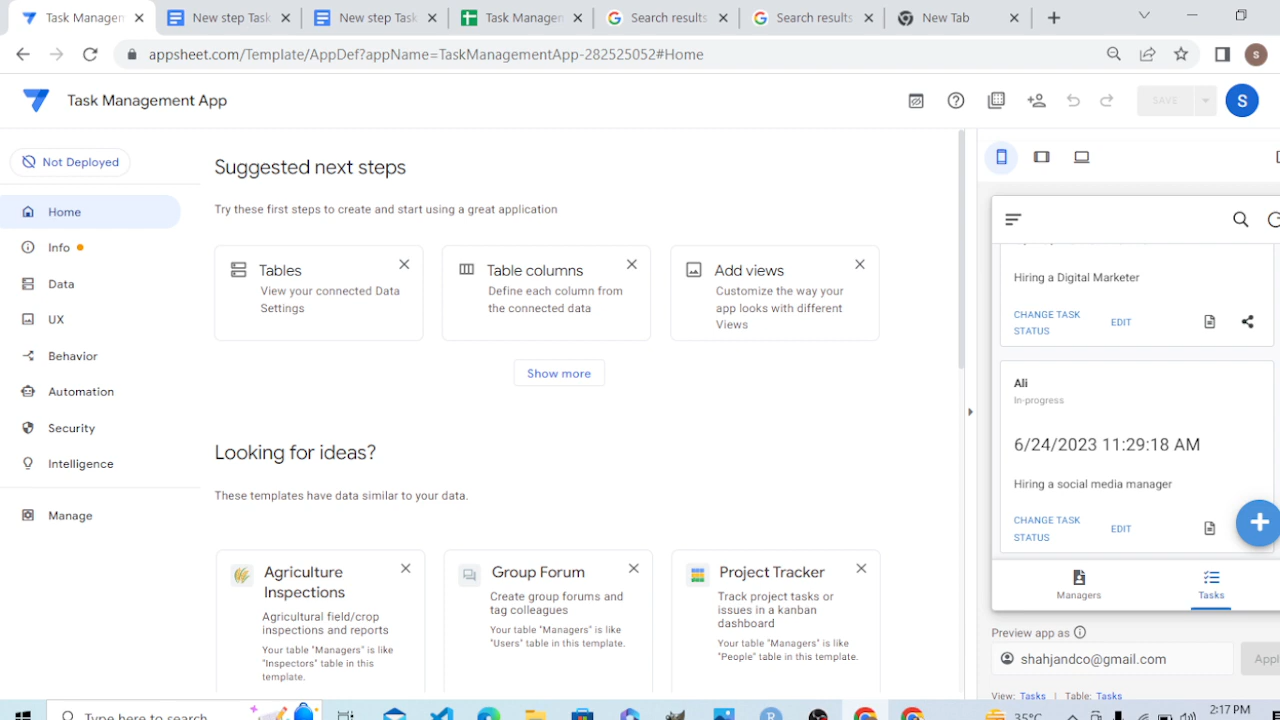 Task Managem
New step Task
New step Task
Task Managem
Search results
Search results
New Tab
appsheet.com/Template/AppDef?appName=TaskManagementApp-282525052#Home
S
Task Management App
SAVE
S
Not Deployed
Home
Info
Data
UX
Behavior
Automation
Security
Intelligence
Manage
Suggested next steps
Try these first steps to create and start using a great application
Tables
View your connected Data
Settings
Table columns
Define each column from
the connected data
Add views
Customize the way your
app looks with different
Views
Show more
Looking for ideas?
These templates have data similar to your data.
Agriculture
Inspections
Agricultural field/crop
inspections and reports
Your table "Managers" is like
"Inspectors" table in this
template.
Group Forum
Create group forums and
tag colleagues
Your table "Managers" is like
"Users" table in this template.
Project Tracker
Track project tasks or
issues in a kanban
dashboard
Your table "Managers" is like
"People" table in this template.
Hiring a Digital Marketer
CHANGE TASK
STATUS
EDIT
Ali
In-progress
6/24/2023 11:29:18 AM
Hiring a social media manager
CHANGE TASK
STATUS
EDIT
Managers
Tasks
Preview app as
shahjandco@gmail.com
Appl
View: Tasks | Table: Tasks
Type here to search
35°C
2:17 PM